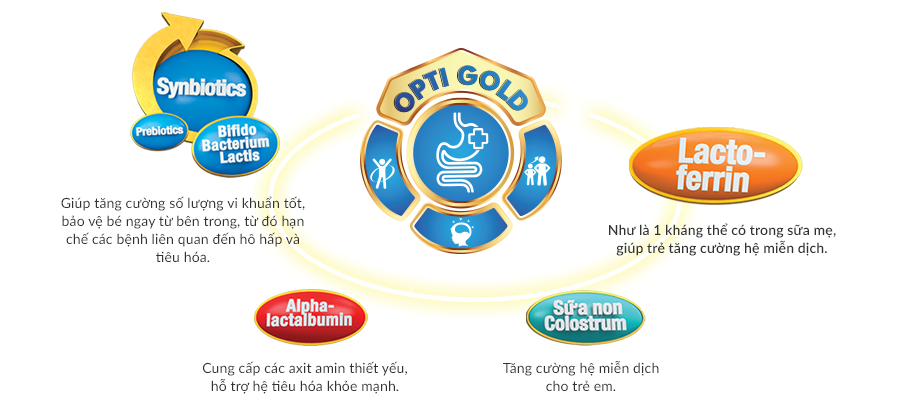 Synbiotics
Prebiotics
Bifido
Bacterium
Lactis
Giúp tăng cường số lượng vi khuẩn tốt,
bảo vệ bé ngay từ bên trong, từ đó hạn
chế các bệnh liên quan đến hô hấp và
tiêu hóa.
OPTI GOLD
Lacto-
ferrin
Như là 1 kháng thể có trong sữa mẹ,
giúp trẻ tăng cường hệ miễn dịch.
Alpha-
lactalbumin
Cung cấp các axit amin thiết yếu,
hỗ trợ hệ tiêu hóa khỏe mạnh.
Sữa non
Colostrum
Tăng cường hệ miễn dịch
cho trẻ em.